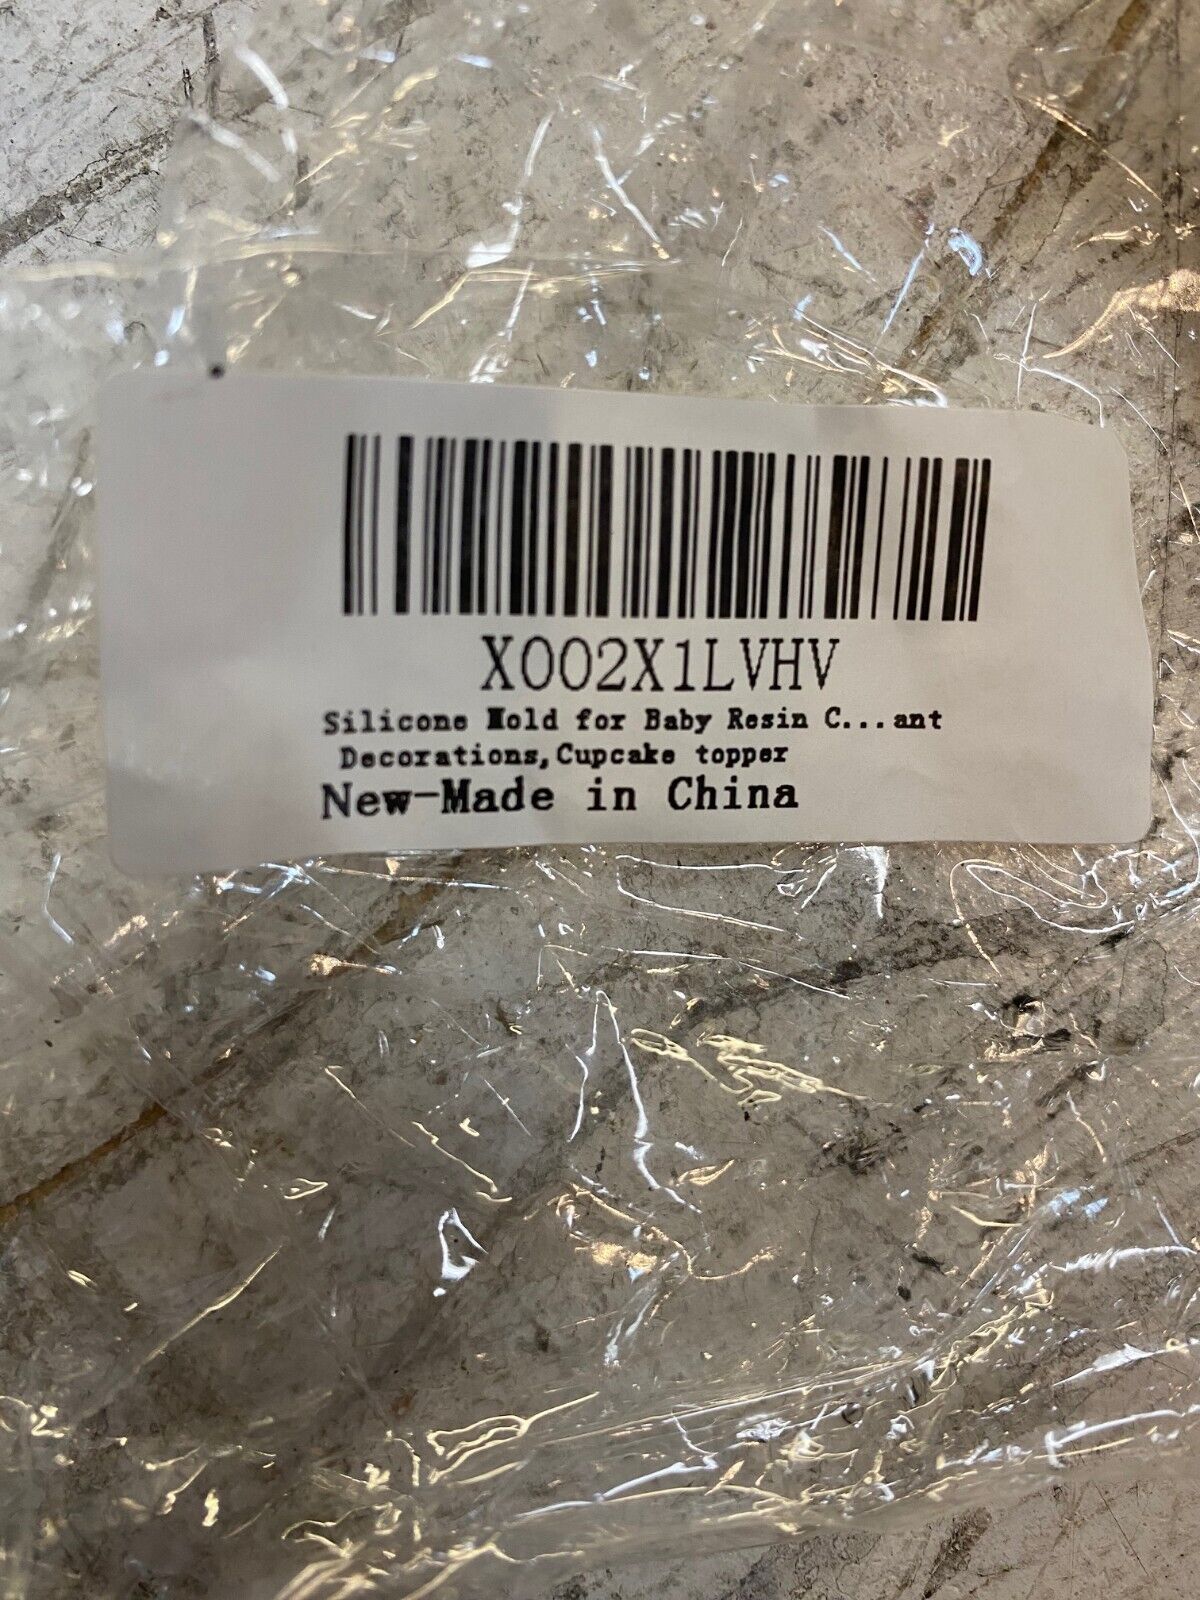 X002X1LVHV
Silicone Mold for Baby Resin C...ant
Decorations,Cupcake topper
New-Made in China